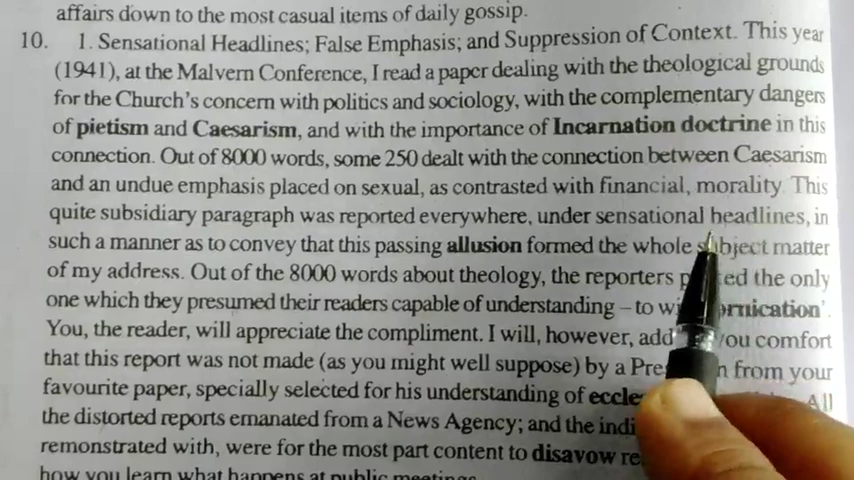 affairs down to the most casual items of daily gossip.
10. 1. Sensational Headlines; False Emphasis; and Suppression of Context. This year
(1941), at the Malvern Conference, I read a paper dealing with the theological grounds
for the Church's concern with politics and sociology, with the complementary dangers
of pietism and Caesarism, and with the importance of Incarnation doctrine in this
connection. Out of 8000 words, some 250 dealt with the connection between Caesarism
and an undue emphasis placed on sexual, as contrasted with financial, morality. This
quite subsidiary paragraph was reported everywhere, under sensational headlines, in
such a manner as to convey that this passing allusion formed the whole subject matter
of my address. Out of the 8000 words about theology, the reporters the only
one which they presumed their readers capable of understanding – to
You, the reader, will appreciate the compliment. I will, however, add you comfort
that this report was not made (as you might well suppose) by a from your
favourite paper, specially selected for his understanding of All
the distorted reports emanated from a News Agency; and the
remonstrated with, were for the most part content to disavow
how you learn what happens at public meetings.